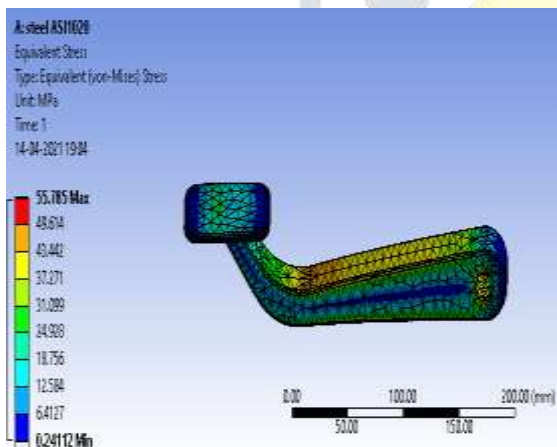 A: steel ASI1020
Equivalent Stress
Type: Equivalent (von-Mises) Stress
Unit: MPa
Time: 1
14-04-2021 19:04
55.785 Max
49.614
43.442
37.271
31.099
24.928
18.756
12.584
6.4127
0.24112 Min
0.00
100.00
200.00 (mm)
50.00
150.00